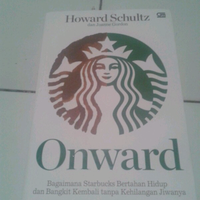 Howard Schultz
Onward
Bagaimana Starbucks Bertahan Hidup
dan Bangkit Kembali tanpa Kehilangan Jiwanya